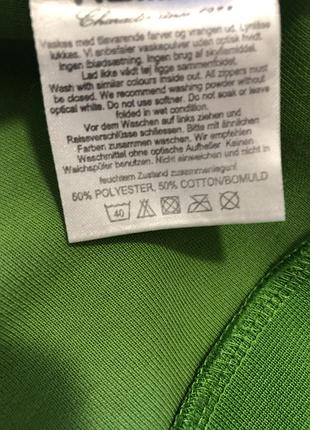 Vaskes med tilsvarende farver og vrangen ud. Lynlåse
lukkes. Vi anbefaler vaskepulver uden optisk hvidt.
Ingen blødsætning. Ingen brug af skyllemiddel.
Lad ikke vådt tøj ligge sammenfoldet.
Wash with similar colours inside out. All zippers must
be closed. We recommend washing powder without
optical white. Do not use softner. Do not soak or leave
folded in wet condition.
Vor dem Waschen auf links ziehen und
Reissverschlüsse schliessen. Bitte mit ähnlichen
Farben zusammen waschen. Wir empfehlen
Waschmittel ohne optische Aufheller. Keinen
Weichspüler benutzen. Nicht einweichen und nicht in
feuchtem Zustand zusammenlegen!
50% POLYESTER, 50% COTTON/BOMULD
40